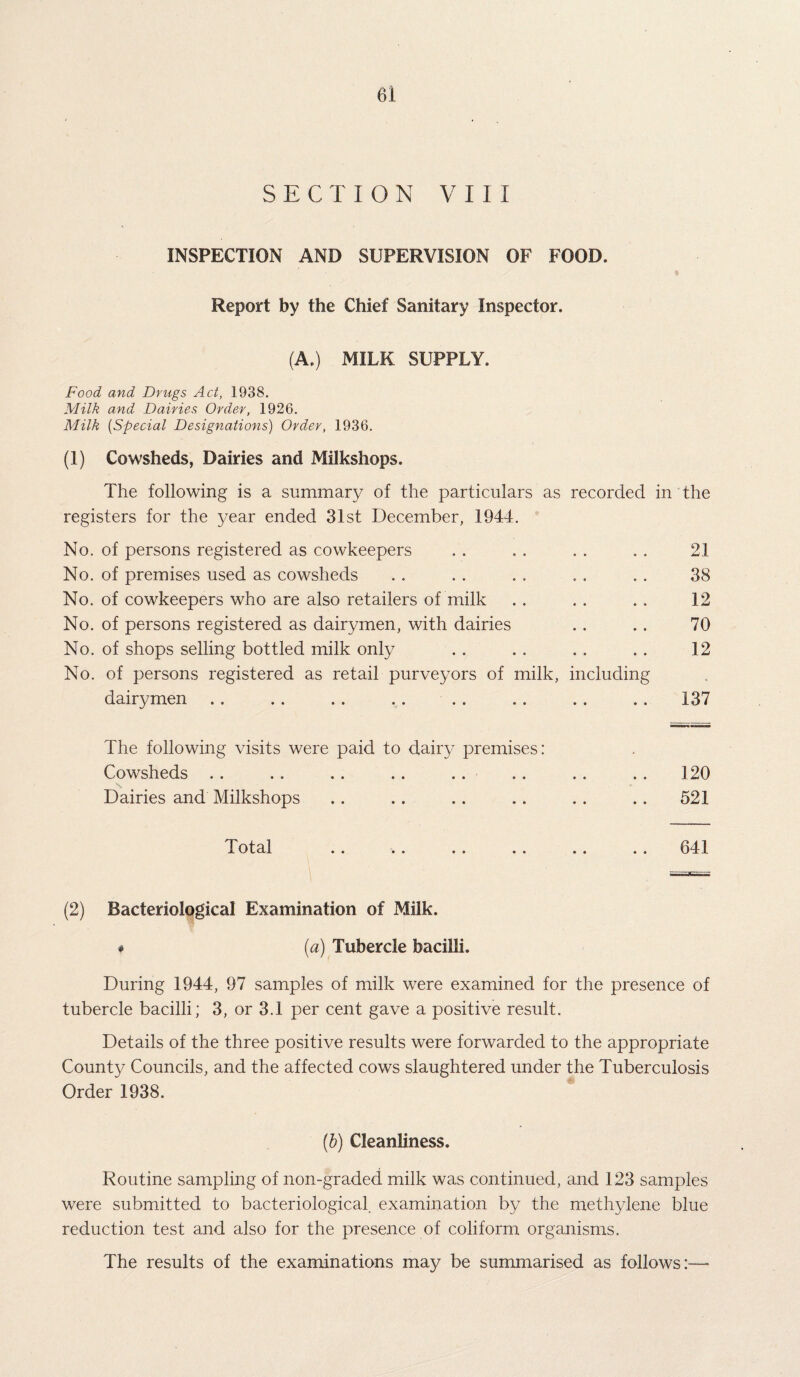 61
SECTION VIII
INSPECTION AND SUPERVISION OF FOOD.
Report by the Chief Sanitary Inspector.
(A.) MILK SUPPLY.
Food and Drugs Act, 1938.
Milk and Dairies Order, 1926.
Milk (Special Designations) Order, 1936.
(1) Cowsheds, Dairies and Milkshops.
The following is a summary of the particulars as recorded in the
registers for the year ended 31st December, 1944.
No. of persons registered as cowkeepers .. .. .. .. 21
No. of premises used as cowsheds .. .. .. .. .. 38
No. of cowkeepers who are also retailers of milk .. .. .. 12
No. of persons registered as dairymen, with dairies .. .. 70
No. of shops selling bottled milk only .. .. .. .. 12
No. of persons registered as retail purveyors of milk, including
dairymen .. .. .. .. .. .. .. .. 137
The following visits were paid to dairy premises:
Cowsheds .. .. .. .. .. .. .. .. 120
Dairies and Milkshops .. .. .. .. .. .. 521
Total .. .. .. .. .. .. 641
(2) Bacteriological Examination of Milk.
(a) Tubercle bacilli.
During 1944, 97 samples of milk were examined for the presence of
tubercle bacilli; 3, or 3.1 per cent gave a positive result.
Details of the three positive results were forwarded to the appropriate
County Councils, and the affected cows slaughtered under the Tuberculosis
Order 1938.
(b) Cleanliness.
Routine sampling of non-graded milk was continued, and 123 samples
were submitted to bacteriological examination by the methylene blue
reduction test and also for the presence of coliform organisms.
The results of the examinations may be summarised as follows:—